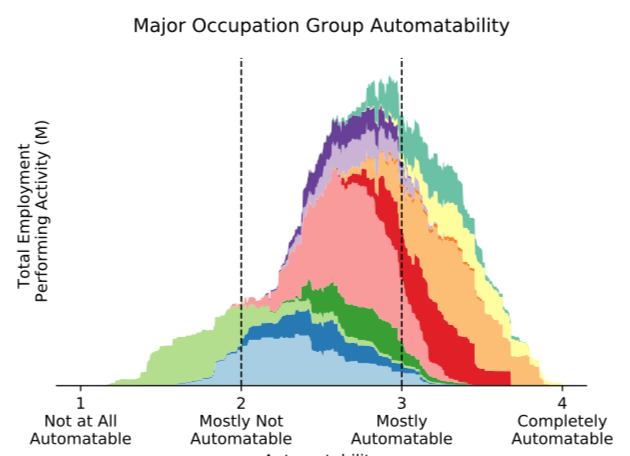 Major Occupation Group Automatability
Total Employment
Performing Activity (M)
1 2 3 4
Not at All Mostly Not Mostly Completely
Automatable Automatable Automatable Automatable